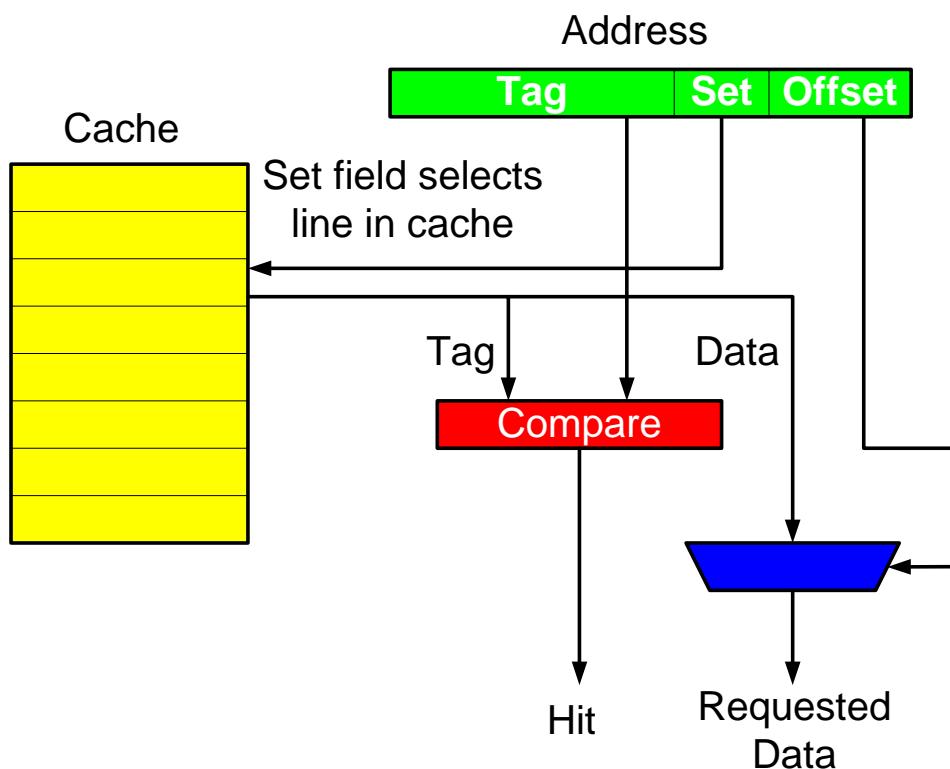 Address
Tag Set Offset
Cache
Set field selects
line in cache
Tag
Data
Compare
Hit
Requested
Data